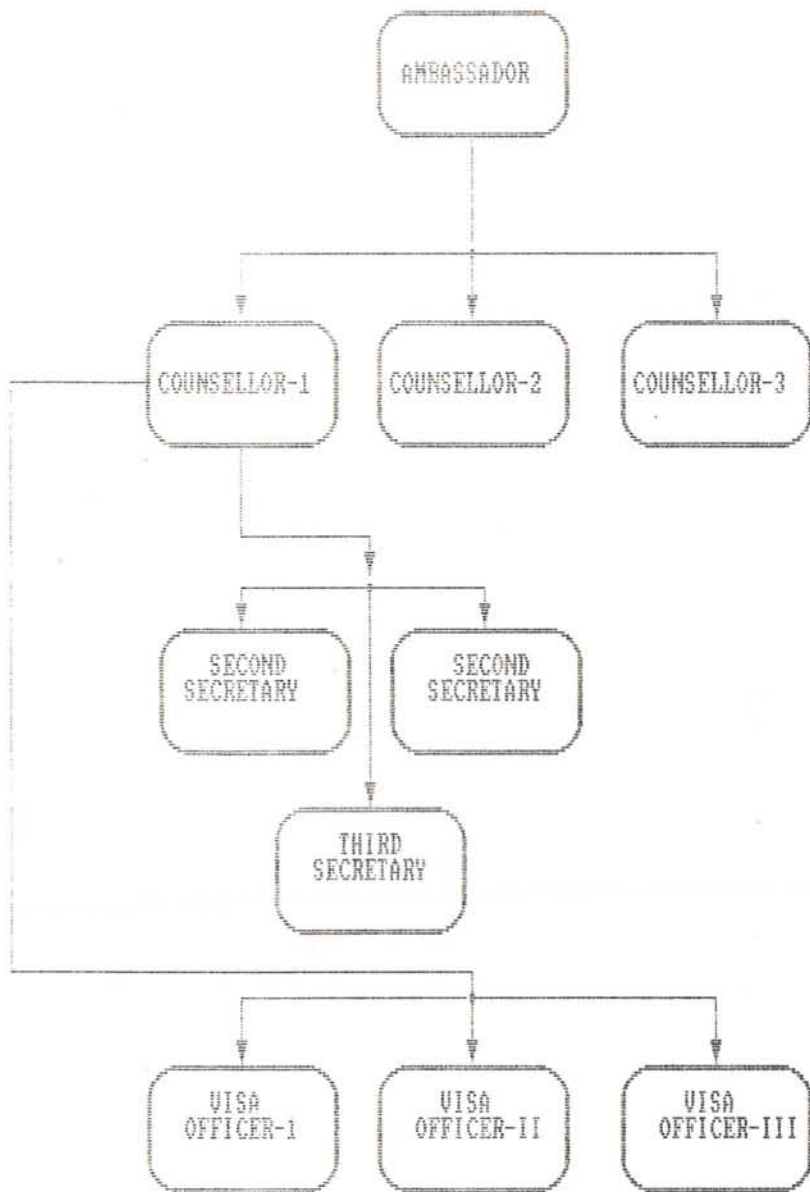 AMBASSADOR
COUNSELLOR-1
COUNSELLOR-2
COUNSELLOR-3
SECOND
SECRETARY
SECOND
SECRETARY
THIRD
SECRETARY
VISA
OFFICER-1
VISA
OFFICER-II
VISA
OFFICER-III